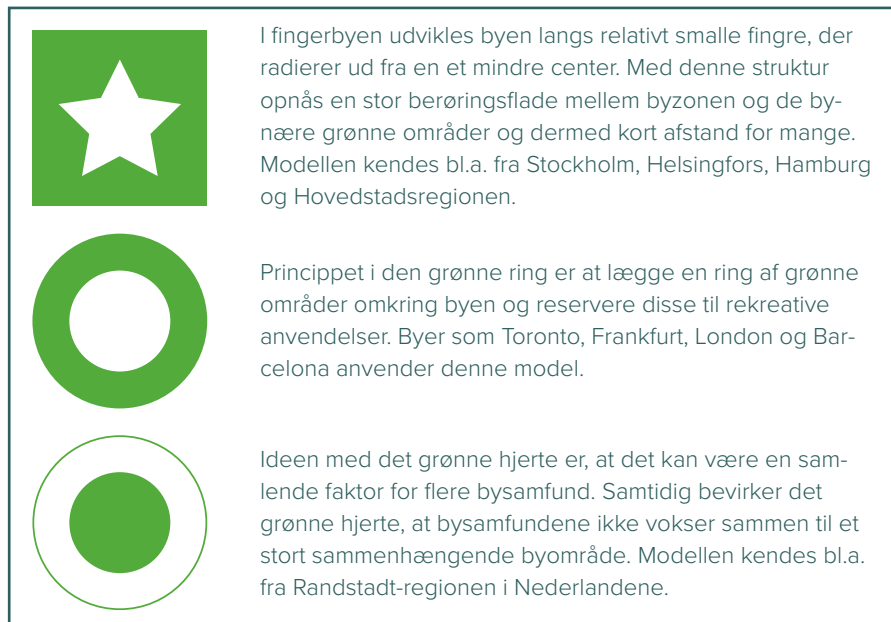 I fingerbyen udvikles byen langs relativt smalle fingre, der
radierer ud fra en et mindre center. Med denne struktur
opnås en stor berøringsflade mellem byzonen og de by-
nære grønne områder og dermed kort afstand for mange.
Modellen kendes bl.a. fra Stockholm, Helsingfors, Hamburg
og Hovedstadsregionen.
Princippet i den grønne ring er at lægge en ring af grønne
områder omkring byen og reservere disse til rekreative
anvendelser. Byer som Toronto, Frankfurt, London og Bar-
celona anvender denne model.
Ideen med det grønne hjerte er, at det kan være en sam-
lende faktor for flere bysamfund. Samtidig bevirker det
grønne hjerte, at bysamfundene ikke vokser sammen til et
stort sammenhængende byområde. Modellen kendes bl.a.
fra Randstadt-regionen i Nederlandene.